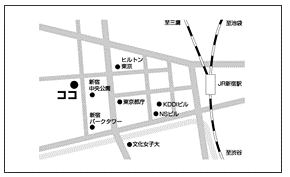 至三鷹
至池袋
ヒルトン
東京
新宿
中央公園
ココ
JR新宿駅
東京都庁
KDDIビル
NSビル
新宿
パークタワー
文化女子大
至渋谷